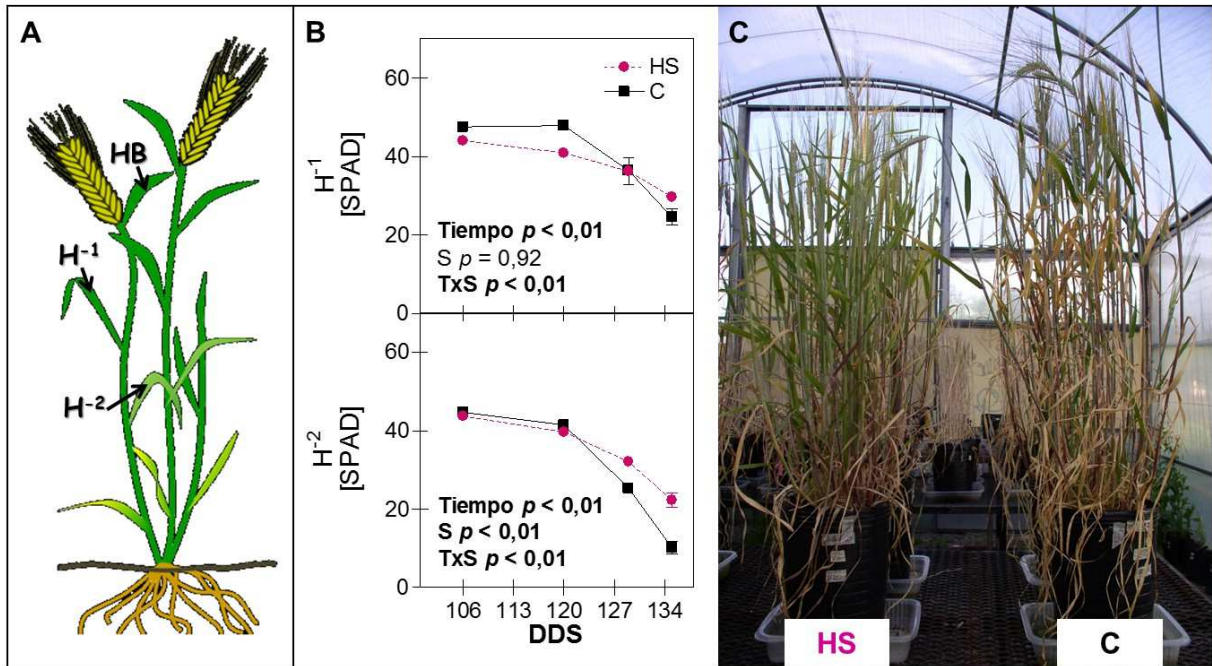 A
HB
H-1
H-2
B
HS
C
H-1
[SPAD]
60
40
20
0
Tiempo p < 0,01
S p = 0,92
TxS p < 0,01
H-2
[SPAD]
60
40
20
0
Tiempo p < 0,01
S p < 0,01
TxS p < 0,01
106 113 120 127 134
DDS
C
HS
C